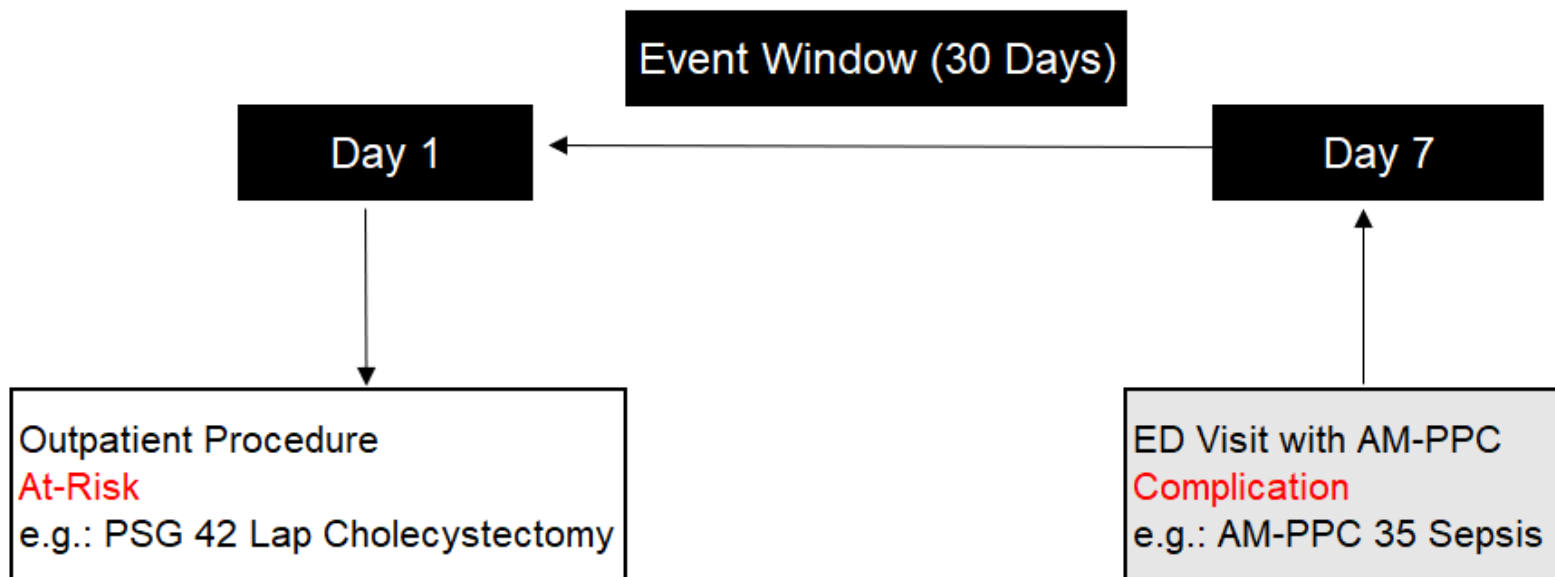 Event Window (30 Days)
Day 1
Day 7
Outpatient Procedure
At-Risk
e.g.: PSG 42 Lap Cholecystectomy
ED Visit with AM-PPC
Complication
e.g.: AM-PPC 35 Sepsis